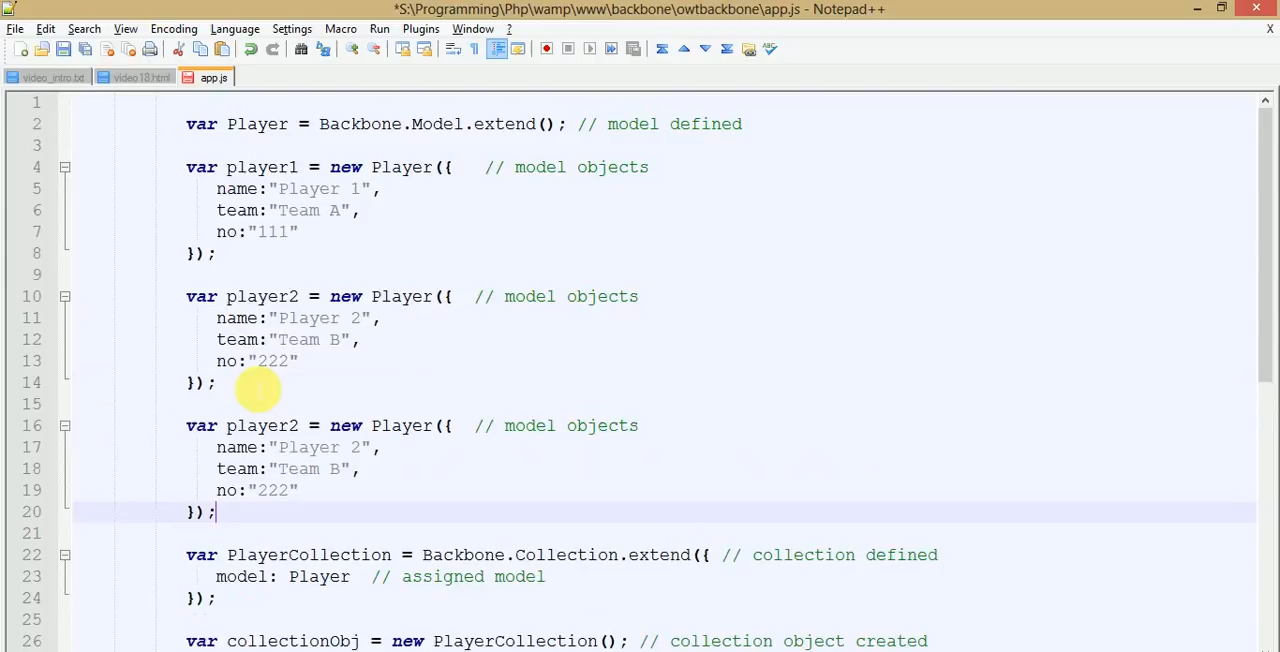 *S:\Programming\Php\wamp\www\backbone\owtbackbone\app.js - Notepad++
File Edit Search View Encoding Language Settings Macro Run Plugins Window ? X
video_intro.txt video18.html app.js
1
2 var Player = Backbone.Model.extend(); // model defined
3
4 var player1 = new Player({ // model objects
5 name:"Player 1",
6 team:"Team A",
7 no:"111"
8 });
9
10 var player2 = new Player({ // model objects
11 name:"Player 2",
12 team:"Team B",
13 no:"222"
14 });
15
16 var player2 = new Player({ // model objects
17 name:"Player 2",
18 team:"Team B",
19 no:"222"
20 });
21
22 var PlayerCollection = Backbone.Collection.extend({ // collection defined
23 model: Player // assigned model
24 });
25
26 var collectionObj = new PlayerCollection(); // collection object created